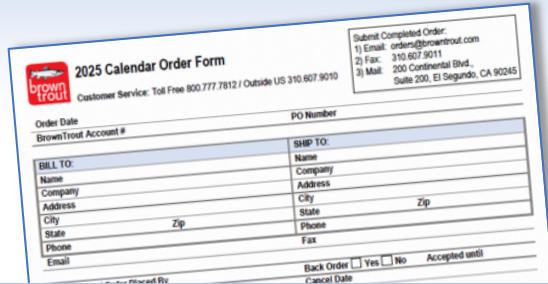 brown
trout
2025 Calendar Order Form
Customer Service: Toll Free 800.777.7812 / Outside US 310.607.9010
Submit Completed Order:
1) Email: orders@browntrout.com
2) Fax: 310.607.9011
3) Mail: 200 Continental Blvd.,
Suite 200, El Segundo, CA 90245
Order Date
BrownTrout Account #
PO Number
BILL TO:
Name
Company
Address
City
State Zip
Phone
Email
SHIP TO:
Name
Company
Address
City
State Zip
Phone
Fax
Placed By
Back Order Yes No Accepted until
Cancel Date